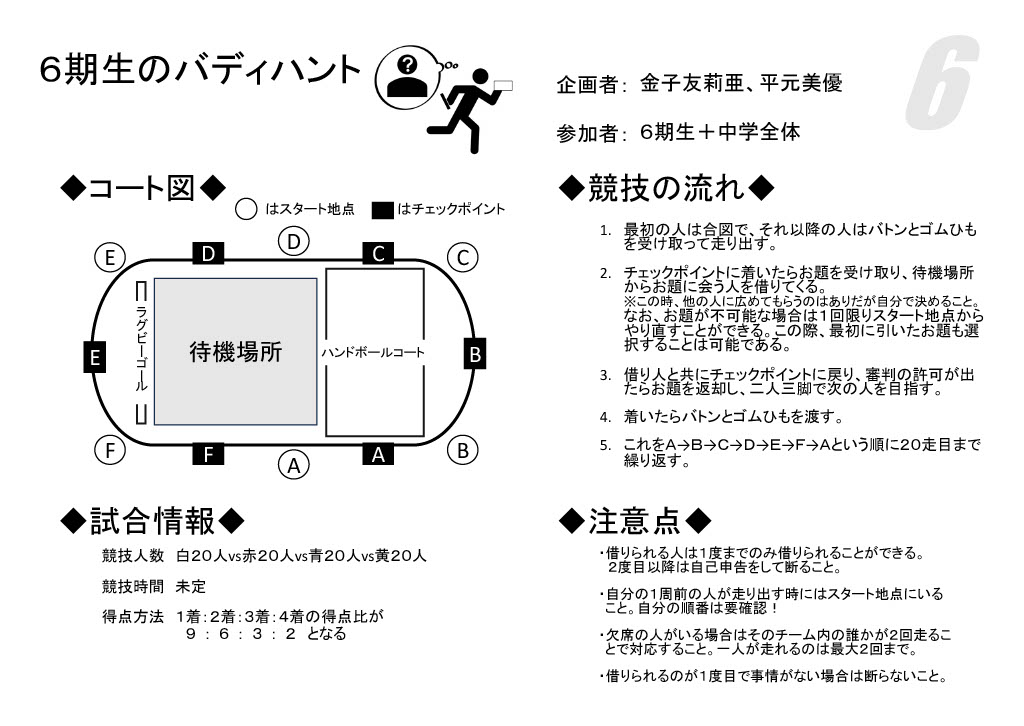 6期生のバディハント
?
企画者： 金子友莉亜、平元美優
参加者： 6期生＋中学全体
6
◆コート図◆
○はスタート地点 ■はチェックポイント
E D D C C
ラグビーゴール
待機場所
ハンドボールコート
E B
F F A A B
◆競技の流れ◆
1. 最初の人は合図で、それ以降の人はバトンとゴムひも
を受け取って走り出す。
2. チェックポイントに着いたらお題を受け取り、待機場所
からお題に会う人を借りてくる。
※この時、他の人に広めてもらうのはありだが自分で決めること。
なお、お題が不可能な場合は1回限りスタート地点から
やり直すことができる。この際、最初に引いたお題も選
択することは可能である。
3. 借り人と共にチェックポイントに戻り、審判の許可が出
たらお題を返却し、二人三脚で次の人を目指す。
4. 着いたらバトンとゴムひもを渡す。
5. これをA→B→C→D→E→F→Aという順に20走目まで
繰り返す。
◆試合情報◆
競技人数 白20人vs赤20人vs青20人vs黄20人
競技時間 未定
得点方法 1着：2着：3着：4着の得点比が
9 ： 6 ： 3 ： 2 となる
◆注意点◆
・借りられる人は1度までのみ借りられることができる。
2度目以降は自己申告をして断ること。
・自分の1周前の人が走り出す時にはスタート地点にいる
こと。自分の順番は要確認！
・欠席の人がいる場合はそのチーム内の誰かが2回走るこ
とで対応すること。一人が走れるのは最大2回まで。
・借りられるのが1度目で事情がない場合は断らないこと。